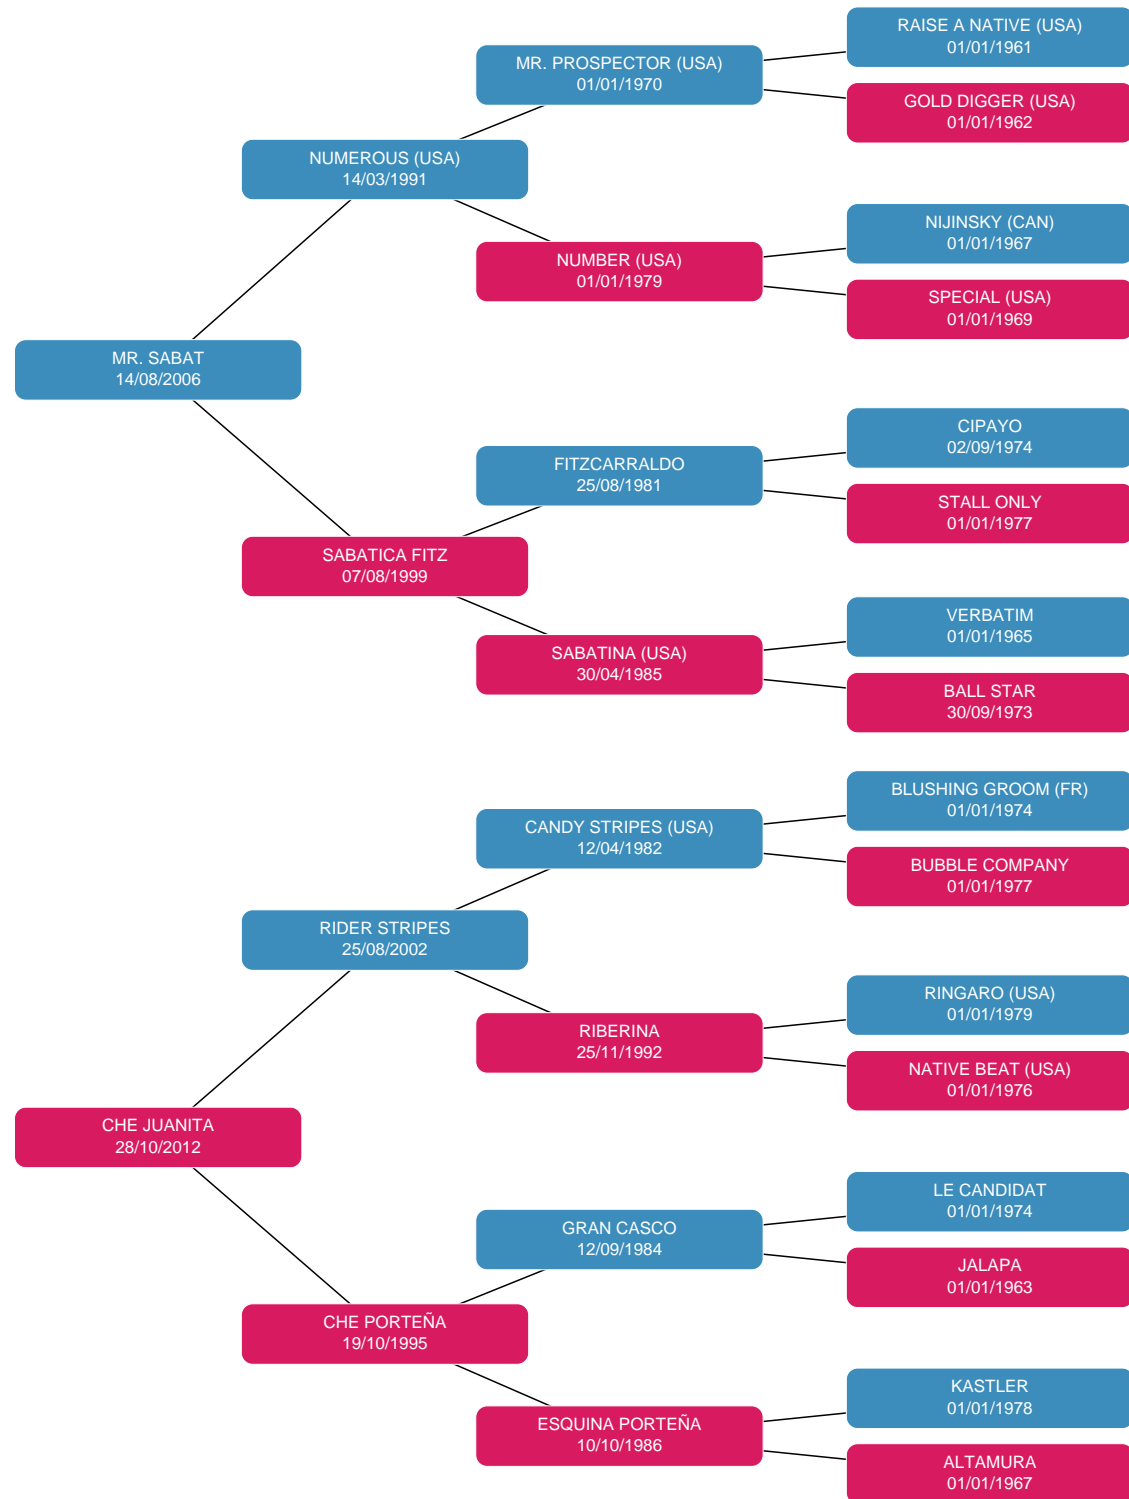 RAISE A NATIVE (USA)
01/01/1961
MR. PROSPECTOR (USA)
01/01/1970
GOLD DIGGER (USA)
01/01/1962
NUMEROUS (USA)
14/03/1991
NIJINSKY (CAN)
01/01/1967
NUMBER (USA)
01/01/1979
SPECIAL (USA)
01/01/1969
MR. SABAT
14/08/2006
CIPAYO
02/09/1974
FITZCARRALDO
25/08/1981
STALL ONLY
01/01/1977
SABATICA FITZ
07/08/1999
VERBATIM
01/01/1965
SABATINA (USA)
30/04/1985
BALL STAR
30/09/1973
BLUSHING GROOM (FR)
01/01/1974
CANDY STRIPES (USA)
12/04/1982
BUBBLE COMPANY
01/01/1977
RIDER STRIPES
25/08/2002
RINGARO (USA)
01/01/1979
RIBERINA
25/11/1992
NATIVE BEAT (USA)
01/01/1976
CHE JUANITA
28/10/2012
LE CANDIDAT
01/01/1974
GRAN CASCO
12/09/1984
JALAPA
01/01/1963
CHE PORTEÑA
19/10/1995
KASTLER
01/01/1978
ESQUINA PORTEÑA
10/10/1986
ALTAMURA
01/01/1967